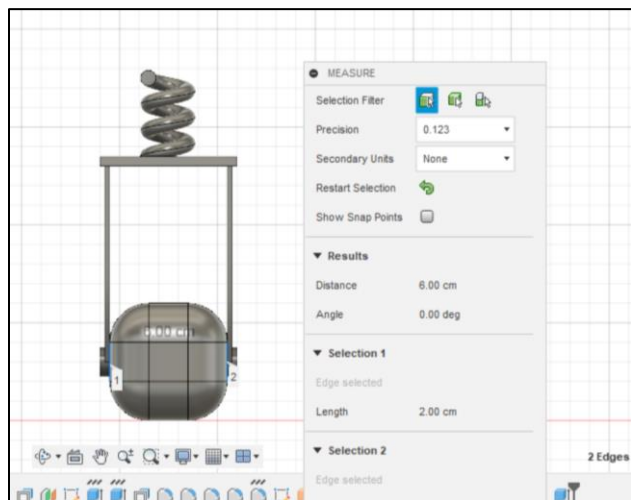 MEASURE
Selection Filter
Precision 0.123
Secondary Units None
Restart Selection
Show Snap Points
Results
Distance 6.00 cm
Angle 0.00 deg
Selection 1
Edge selected
Length 2.00 cm
Selection 2
Edge selected
6.00 cm
1
2
2 Edges